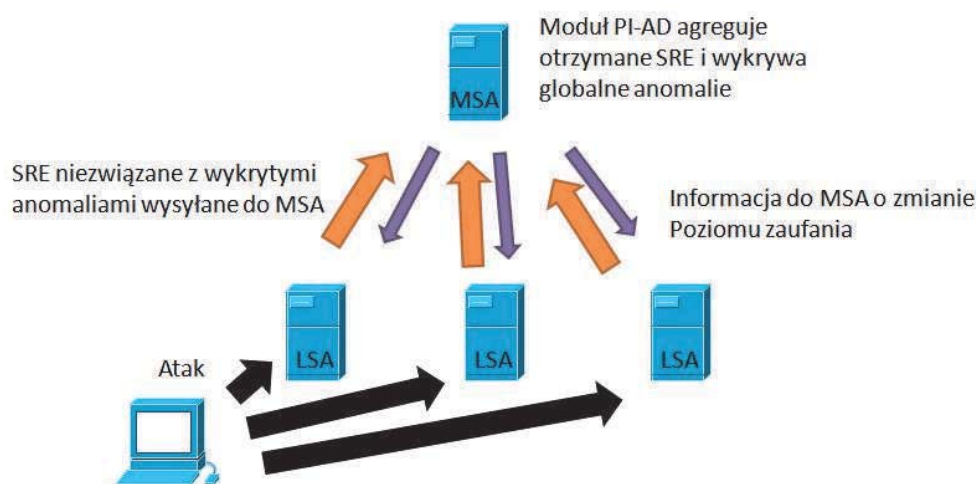 Moduł PI-AD agreguje
otrzymane SRE i wykrywa
globalne anomalie
MSA
SRE niezwiązane z wykrytymi
anomaliami wysyłane do MSA
Informacja do MSA o zmianie
Poziomu zaufania
LSA
LSA
LSA
Atak